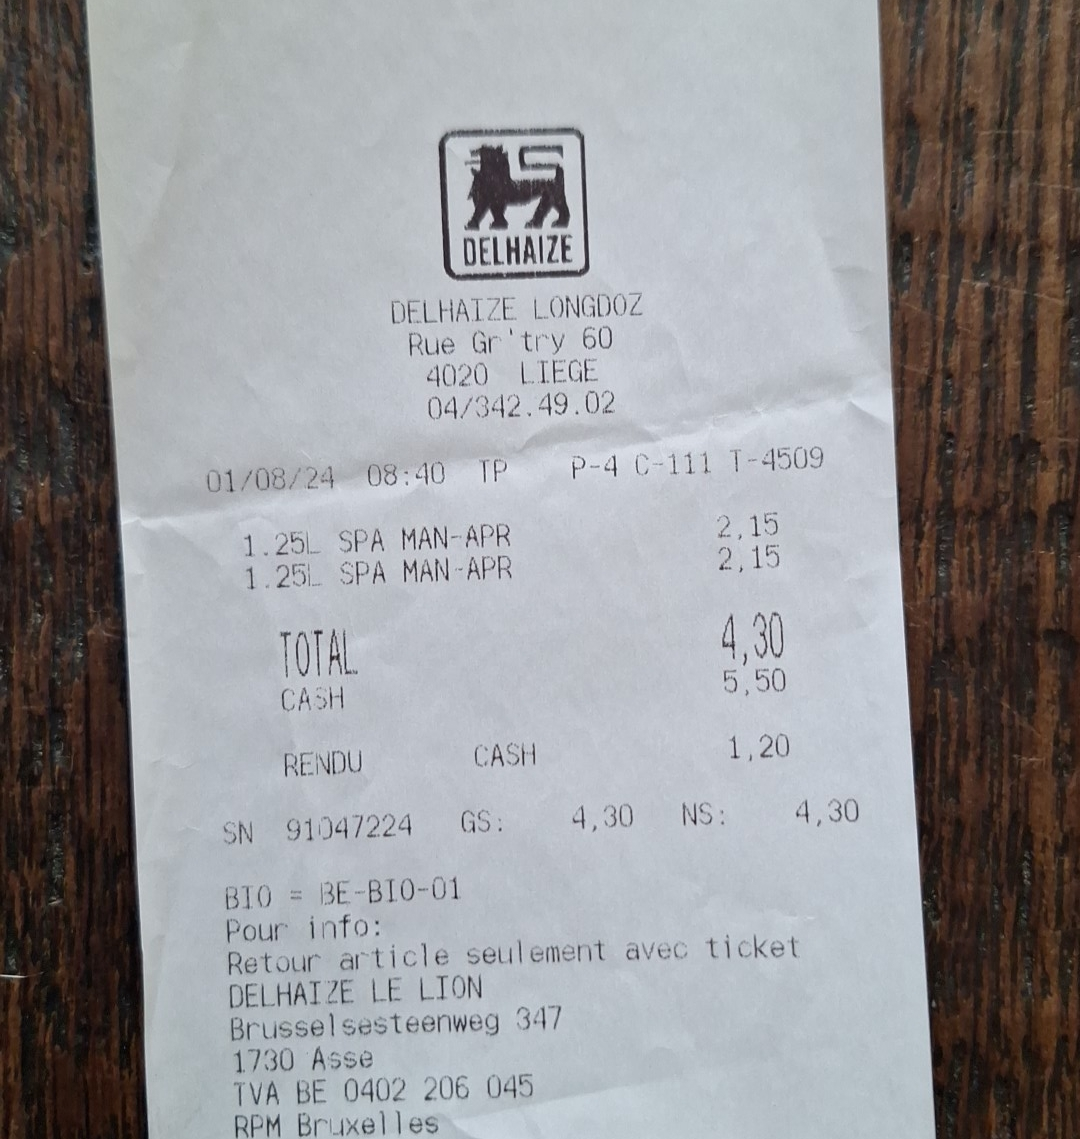 DELHAIZE
DELHAIZE LONGDOZ
Rue Gr'try 60
4020 LIEGE
04/342.49.02
01/08/24 08:40 TP P-4 C-111 T-4509
1.25L SPA MAN-APR 2,15
1.25L SPA MAN-APR 2,15
TOTAL 4,30
CASH 5,50
RENDU CASH 1,20
SN 91047224 GS: 4,30 NS: 4,30
BIO = BE-BIO-01
Pour info:
Retour article seulement avec ticket
DELHAIZE LE LION
Brusselsesteenweg 347
1730 Asse
TVA BE 0402 206 045
RPM Bruxelles